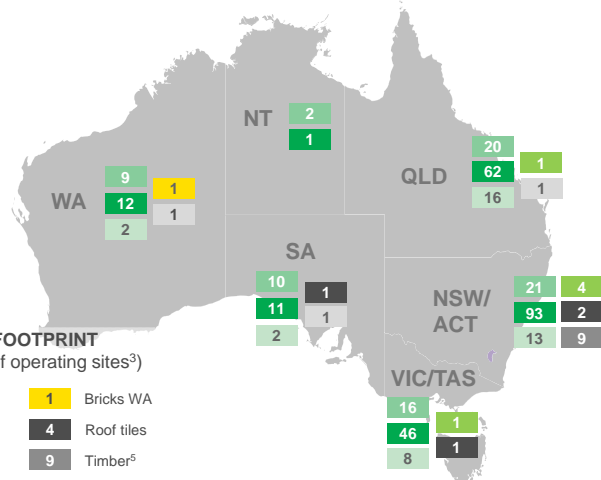 NT
2
1
20
62
16
1
1
QLD
WA
9
12
2
1
1
SA
10
11
2
1
1
NSW/
ACT
21
93
13
4
2
9
VIC/TAS
16
46
8
1
1
FOOTPRINT
f operating sites³)
1 Bricks WA
4 Roof tiles
9 Timber⁵